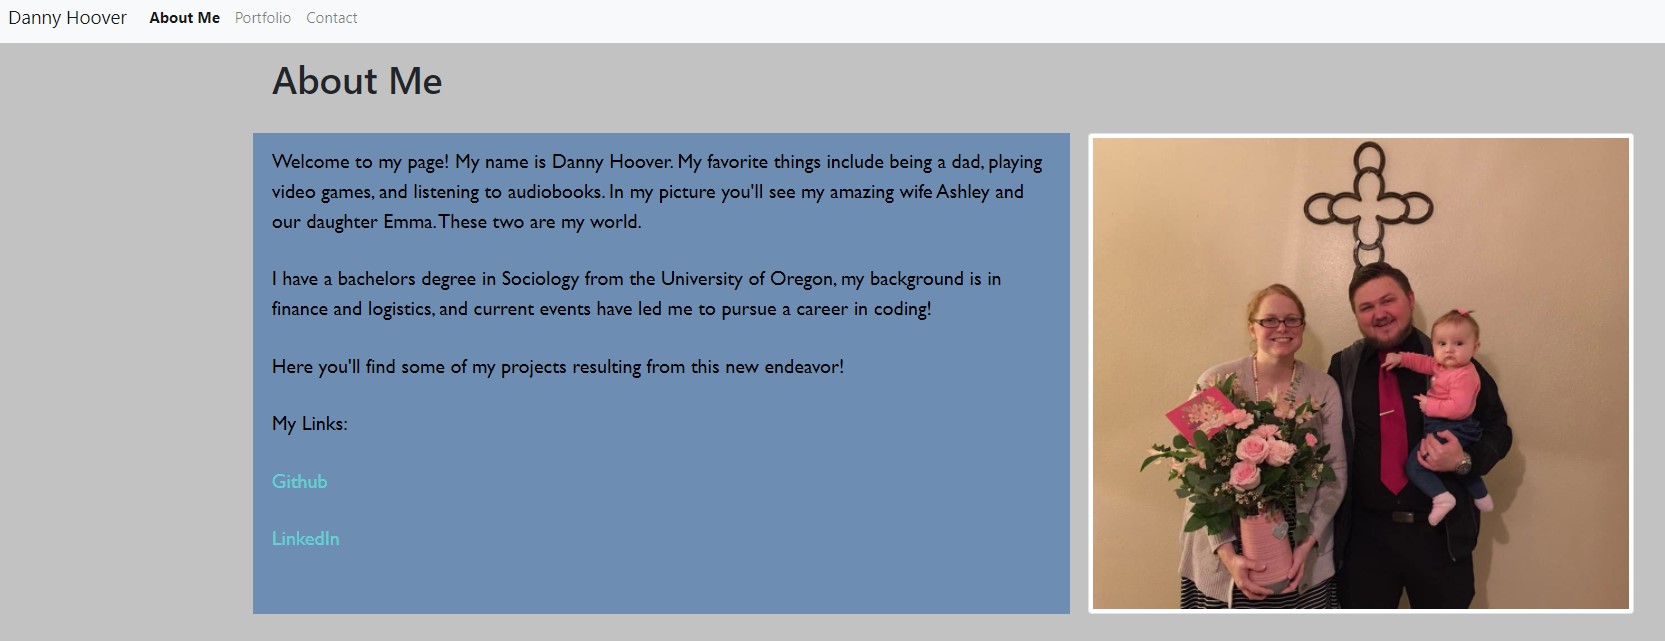 Danny Hoover About Me Portfolio Contact
About Me
Welcome to my page! My name is Danny Hoover. My favorite things include being a dad, playing
video games, and listening to audiobooks. In my picture you'll see my amazing wife Ashley and
our daughter Emma. These two are my world.
I have a bachelors degree in Sociology from the University of Oregon, my background is in
finance and logistics, and current events have led me to pursue a career in coding!
Here you'll find some of my projects resulting from this new endeavor!
My Links:
Github
LinkedIn